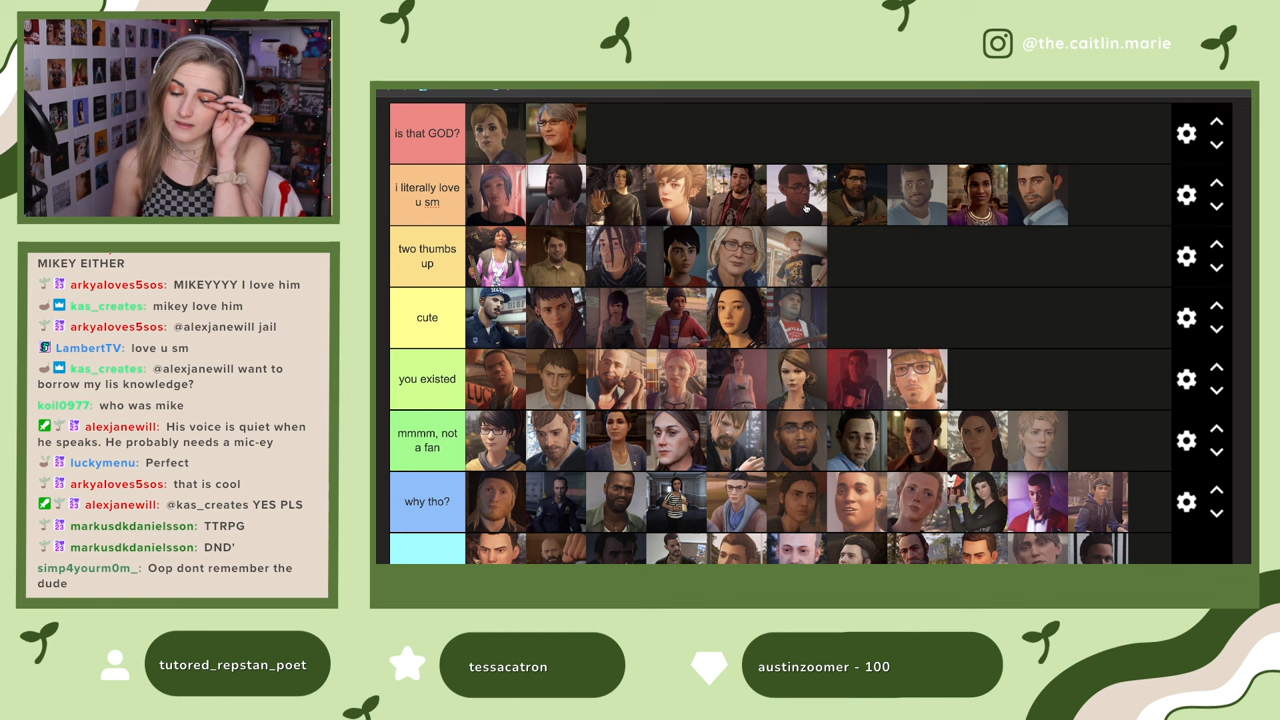 @the.caitlin.marie
is that GOD?
i literally love
u sm
two thumbs
up
cute
you existed
mmmm, not
a fan
why tho?
MIKEY EITHER
arkyaloves5sos: MIKEYYYY I love him
kas_creates: mikey love him
arkyaloves5sos: @alexjanewill jail
LambertTV: love u sm
kas_creates: @alexjanewill want to
borrow my lis knowledge?
koil0977: who was mike
alexjanewill: His voice is quiet when
he speaks. He probably needs a mic-ey
luckymenu: Perfect
arkyaloves5sos: that is cool
alexjanewill: @kas_creates YES PLS
markusdkdanielsson: TTRPG
markusdkdanielsson: DND'
simp4yourm0m_: Oop dont remember the
dude
tutored_repstan_poet
tessacatron
austinzoomer - 100